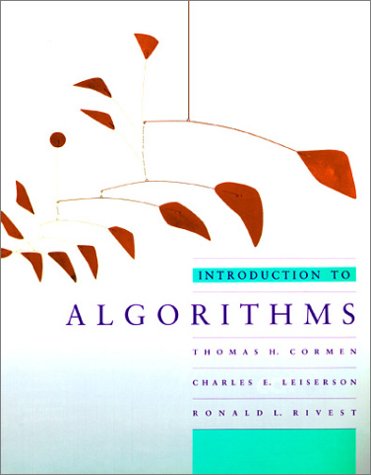 INTRODUCTION TO
ALGORITHMS
THOMAS H. CORMEN
CHARLES E. LEISERSON
RONALD L. RIVEST